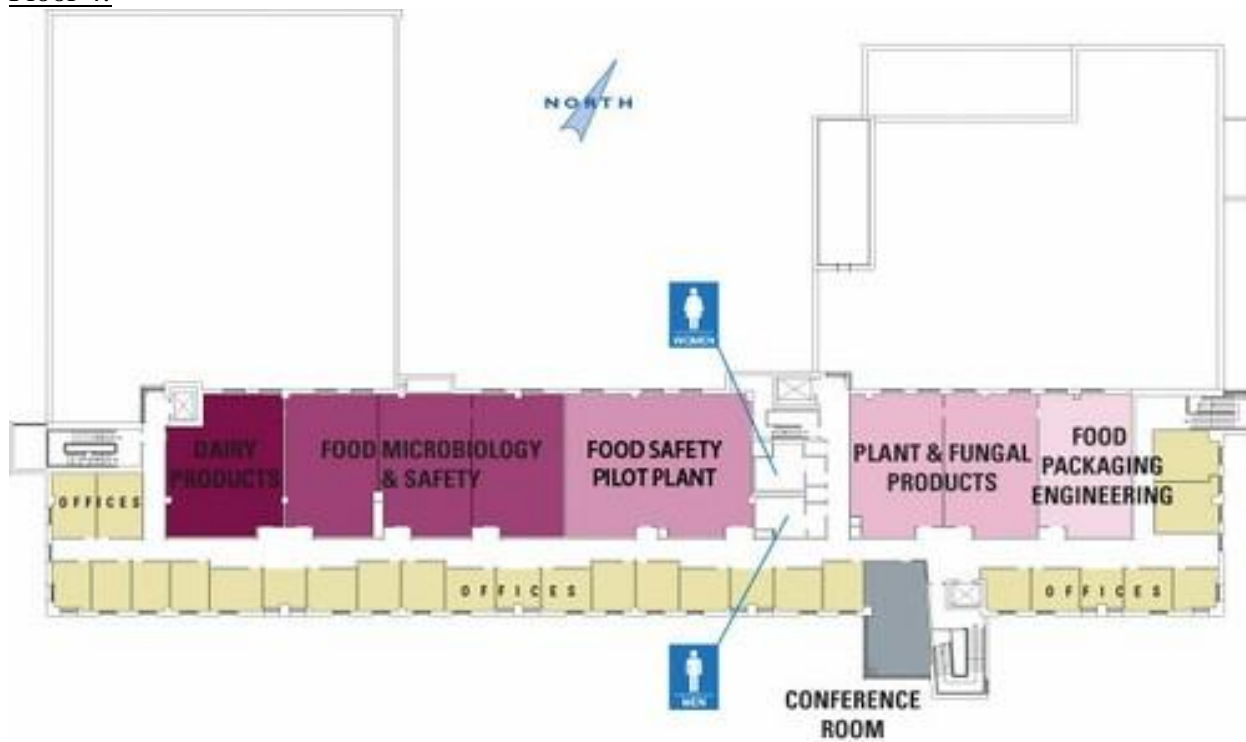 NORTH
WOMEN
DAIRY
PRODUCTS
FOOD MICROBIOLOGY
& SAFETY
FOOD SAFETY
PILOT PLANT
PLANT & FUNGAL
PRODUCTS
FOOD
PACKAGING
ENGINEERING
OFFICES
OFFICES
OFFICES
MEN
CONFERENCE
ROOM